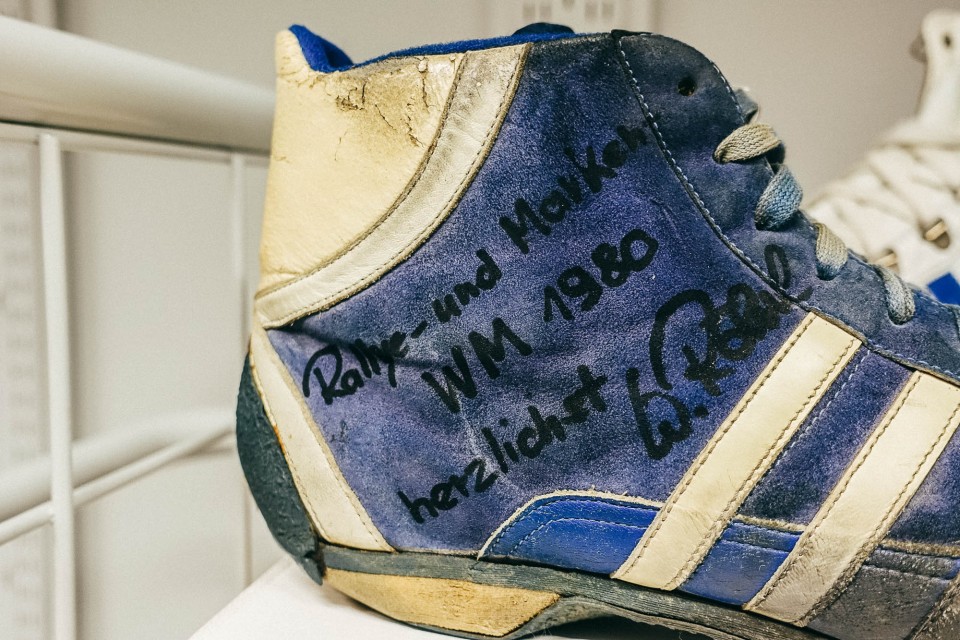 Rallye- und Marken
WM 1980
herzlichst W. Röhrl